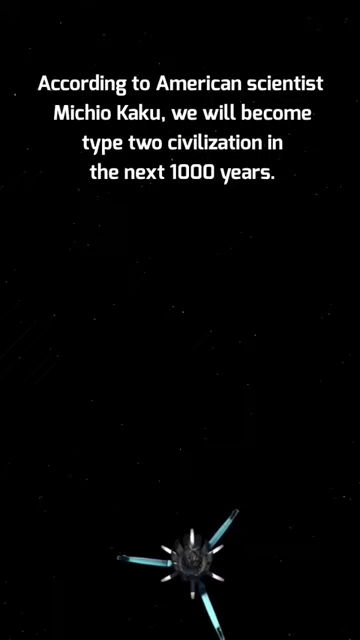 According to American scientist
Michio Kaku, we will become
type two civilization in
the next 1000 years.